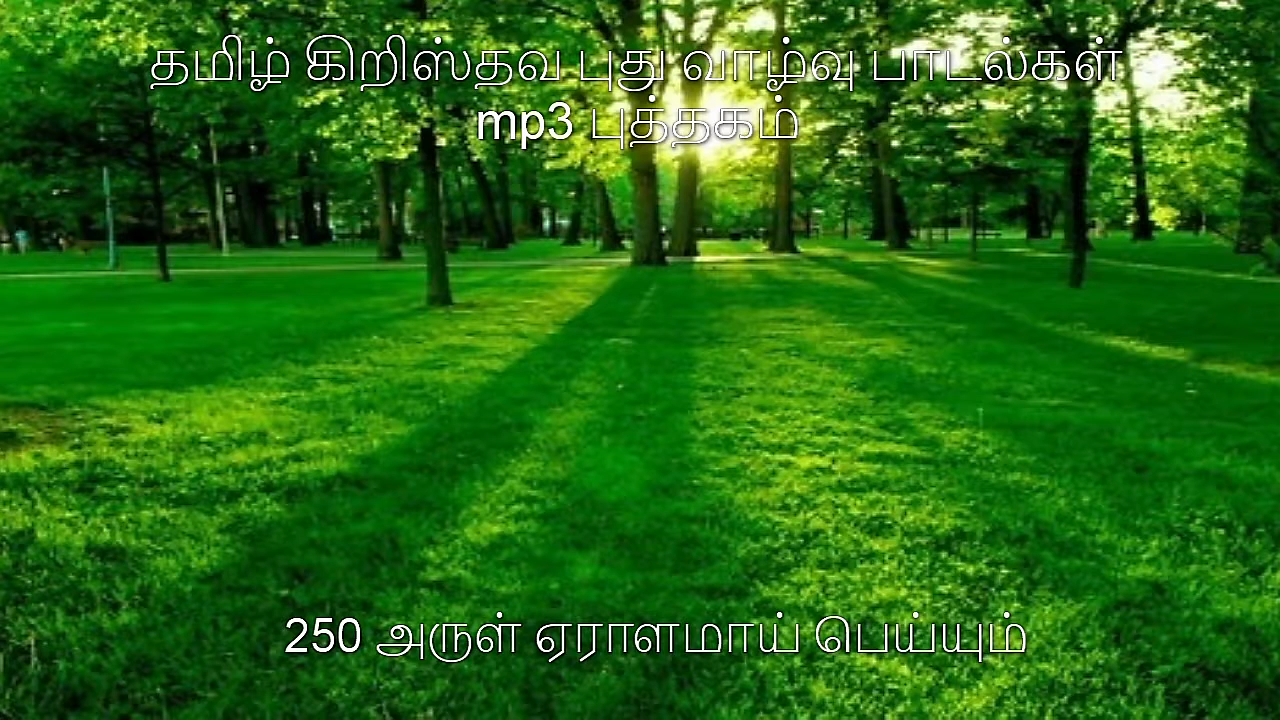 தமிழ் கிறிஸ்தவ புது வாழ்வு பாடல்கள்
mp3 புத்தகம்
250 அருள் ஏராளமாய் பெய்யும்